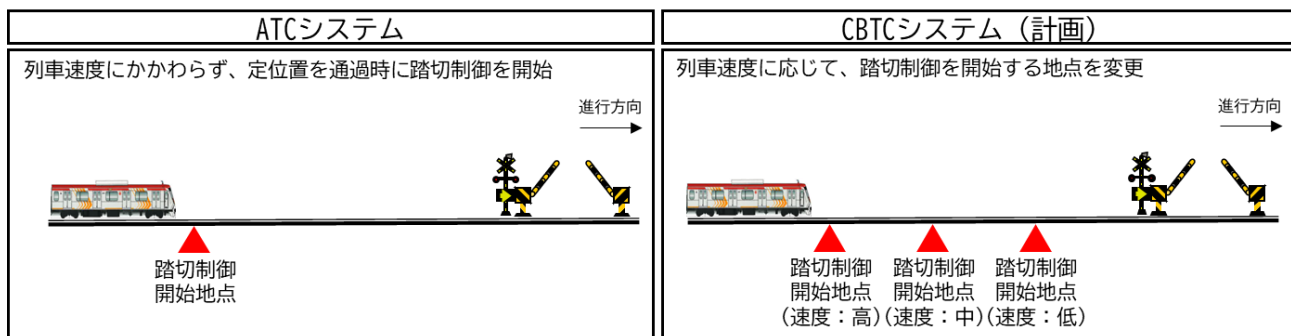 ATCシステム
列車速度にかかわらず、定位置を通過時に踏切制御を開始
進行方向
踏切制御
開始地点
CBTCシステム（計画）
列車速度に応じて、踏切制御を開始する地点を変更
進行方向
踏切制御
開始地点
(速度：高)
踏切制御
開始地点
(速度：中)
踏切制御
開始地点
(速度：低)